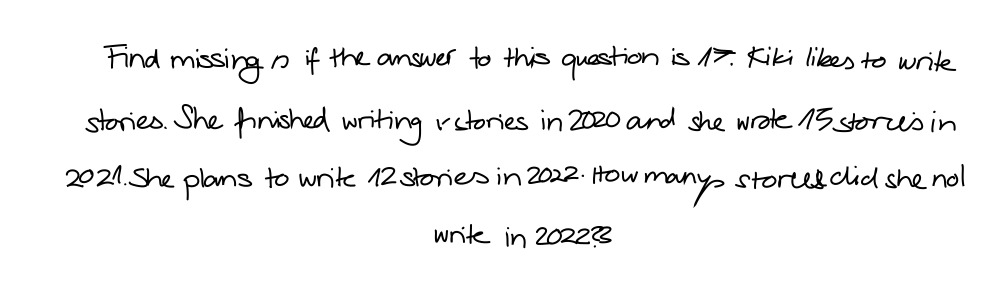 Find missing n if the answer to this question is 17. Kiki likes to write
stories. She finished writing r stories in 2020 and she wrote 15 stories in
2021. She plans to write 12 stories in 2022. How many stories did she not
write in 2022??